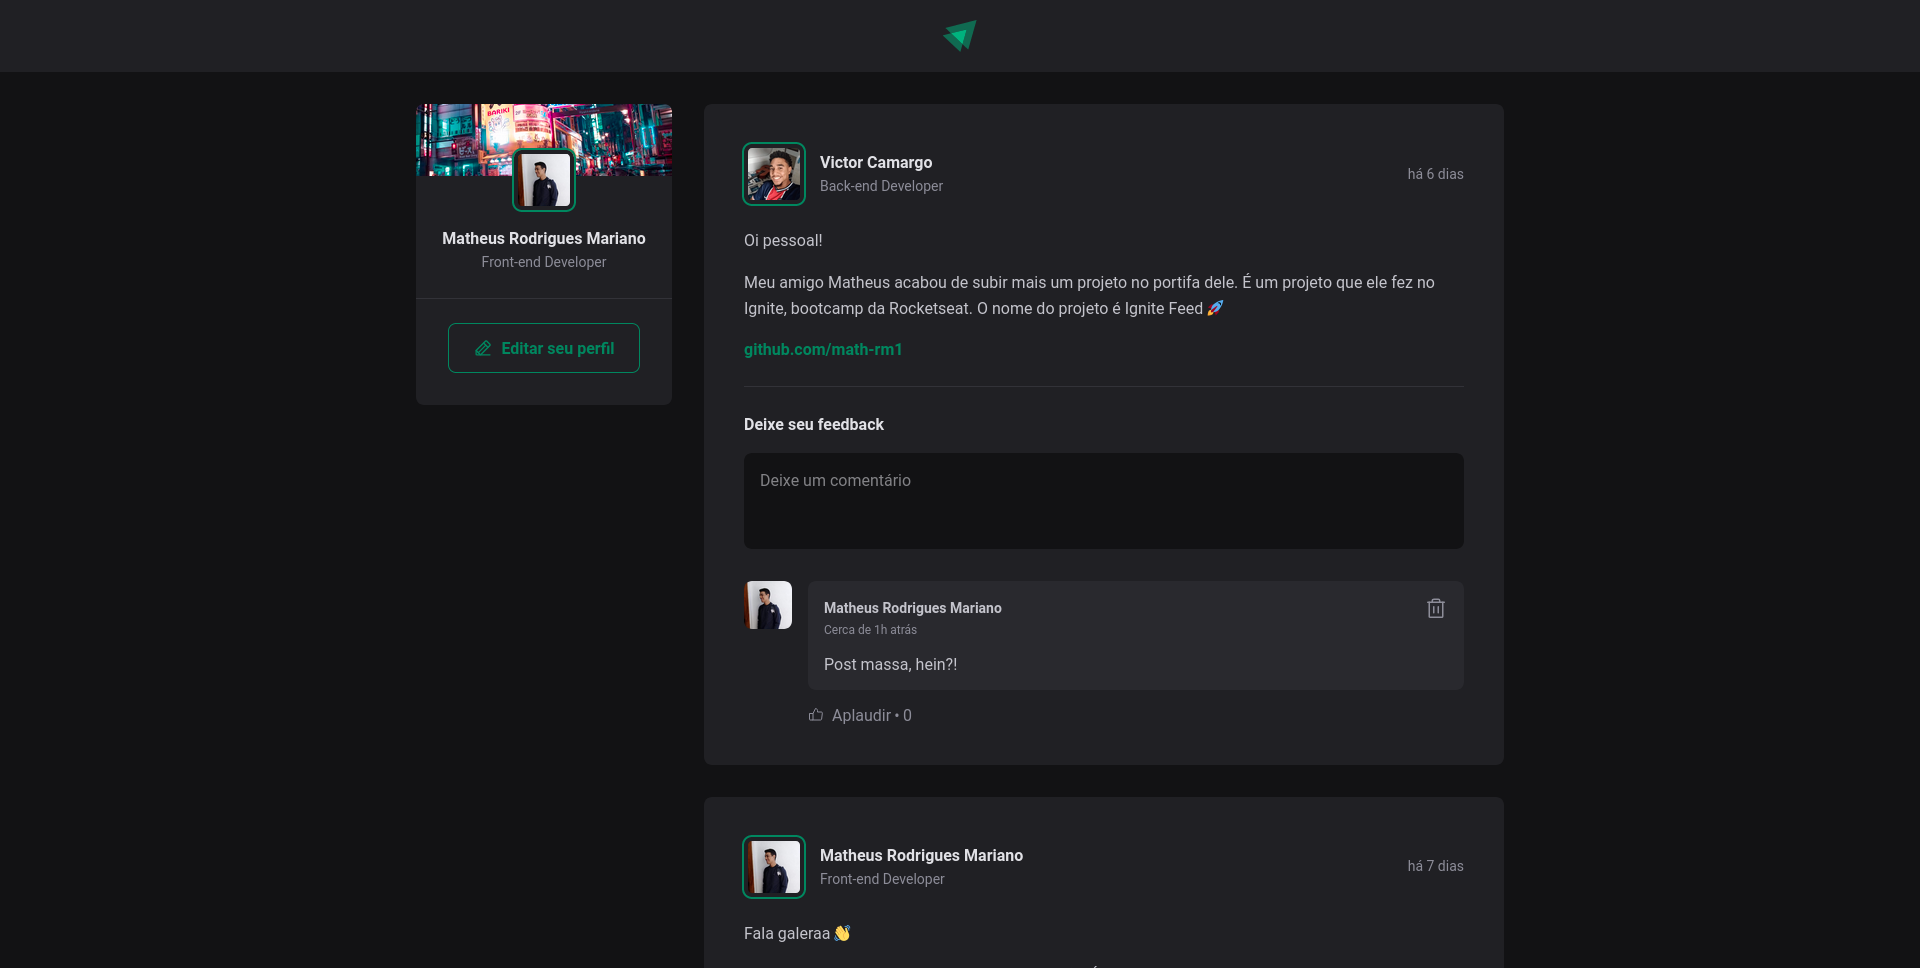 BARIKI
Matheus Rodrigues Mariano
Front-end Developer
Editar seu perfil
Victor Camargo
Back-end Developer
há 6 dias
Oi pessoal!
Meu amigo Matheus acabou de subir mais um projeto no portifa dele. É um projeto que ele fez no
Ignite, bootcamp da Rocketseat. O nome do projeto é Ignite Feed 🚀
github.com/math-rm1
Deixe seu feedback
Deixe um comentário
Matheus Rodrigues Mariano
Cerca de 1h atrás
Post massa, hein?!
Aplaudir • 0
Matheus Rodrigues Mariano
Front-end Developer
há 7 dias
Fala galeraa 👋